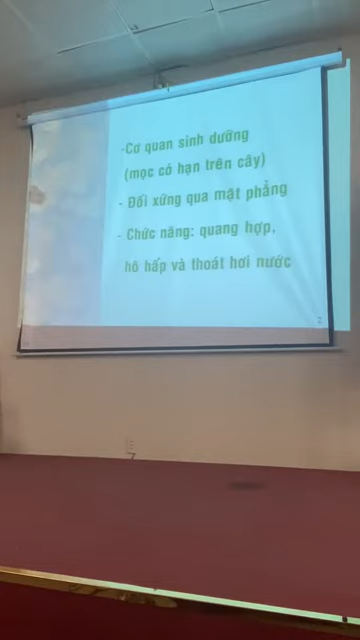 -Cơ quan sinh dưỡng
(mọc có hạn trên cây)
- Đối xứng qua mặt phẳng
- Chức năng: quang hợp,
hô hấp và thoát hơi nước
2